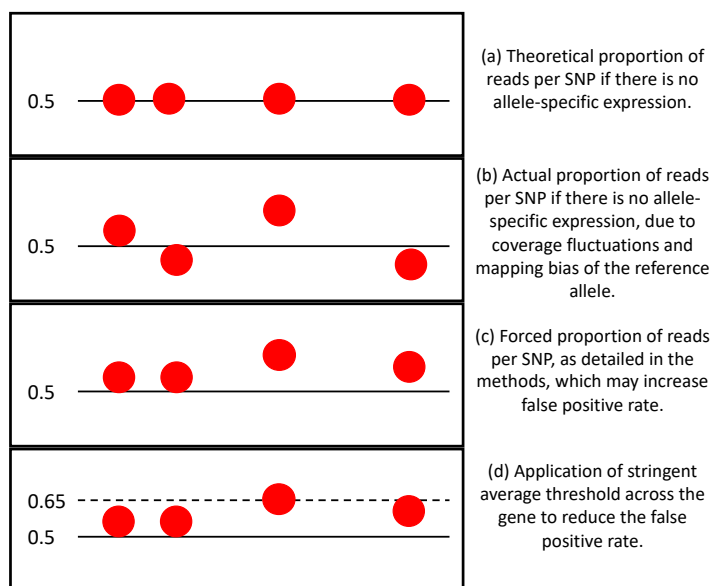 (a) Theoretical proportion of
reads per SNP if there is no
allele-specific expression.
0.5
(b) Actual proportion of reads
per SNP if there is no allele-
specific expression, due to
coverage fluctuations and
mapping bias of the reference
allele.
0.5
(c) Forced proportion of reads
per SNP, as detailed in the
methods, which may increase
false positive rate.
0.5
(d) Application of stringent
average threshold across the
gene to reduce the false
positive rate.
0.65
0.5